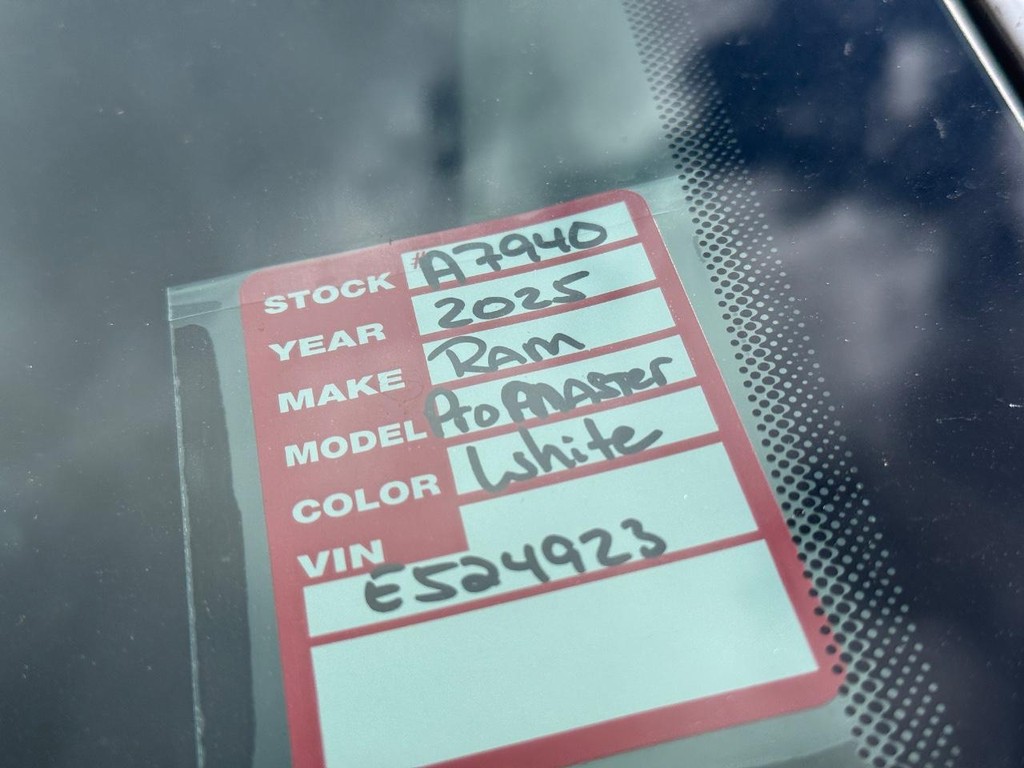 STOCK #A7940
YEAR 2025
MAKE RAM
MODEL ProMASTER
COLOR White
VIN
E524923